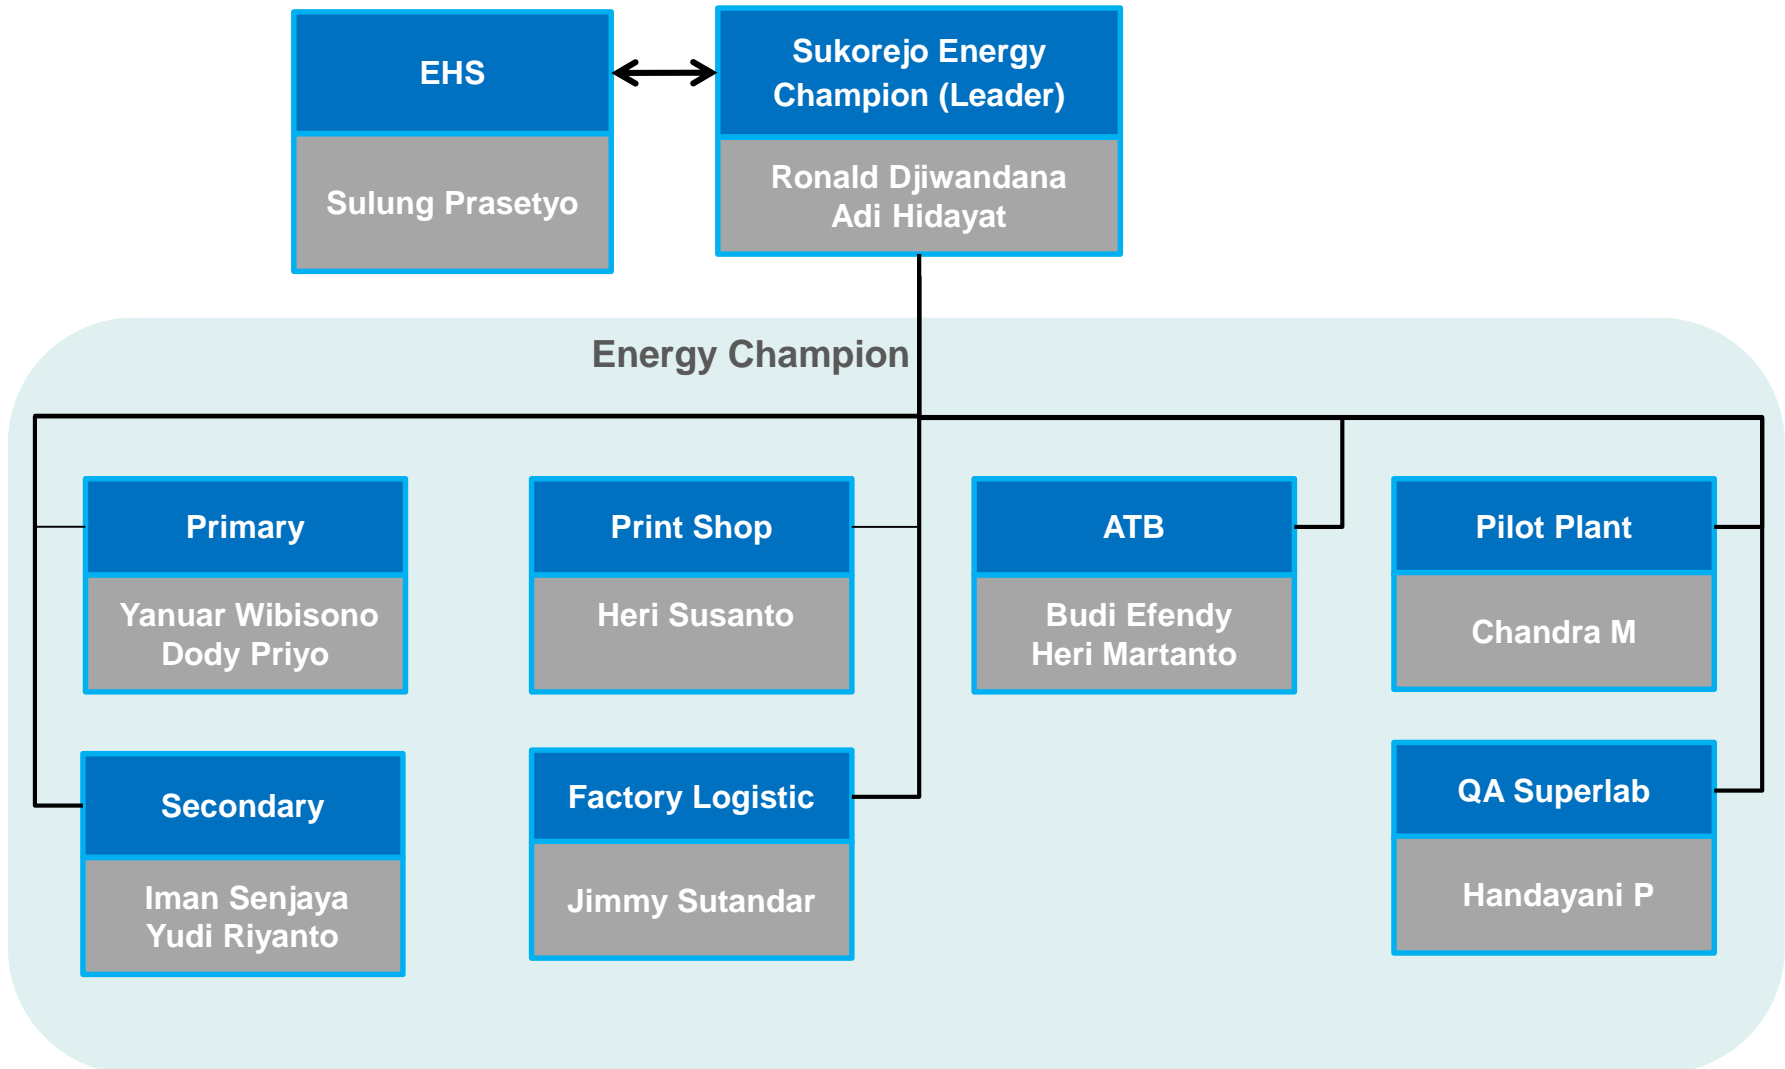 EHS
Sulung Prasetyo
Sukorejo Energy
Champion (Leader)
Ronald Djiwandana
Adi Hidayat
Energy Champion
Primary
Yanuar Wibisono
Dody Priyo
Print Shop
Heri Susanto
ATB
Budi Efendy
Heri Martanto
Pilot Plant
Chandra M
Secondary
Iman Senjaya
Yudi Riyanto
Factory Logistic
Jimmy Sutandar
QA Superlab
Handayani P